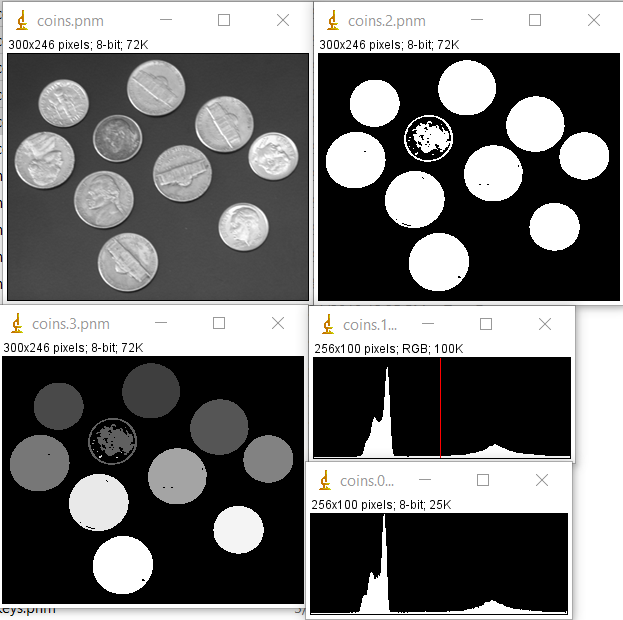 coins.pnm
300x246 pixels; 8-bit; 72K
coins.2.pnm
300x246 pixels; 8-bit; 72K
coins.3.pnm
300x246 pixels; 8-bit; 72K
coins.1...
256x100 pixels; RGB; 100K
coins.0...
256x100 pixels; 8-bit; 25K
keys.pnm